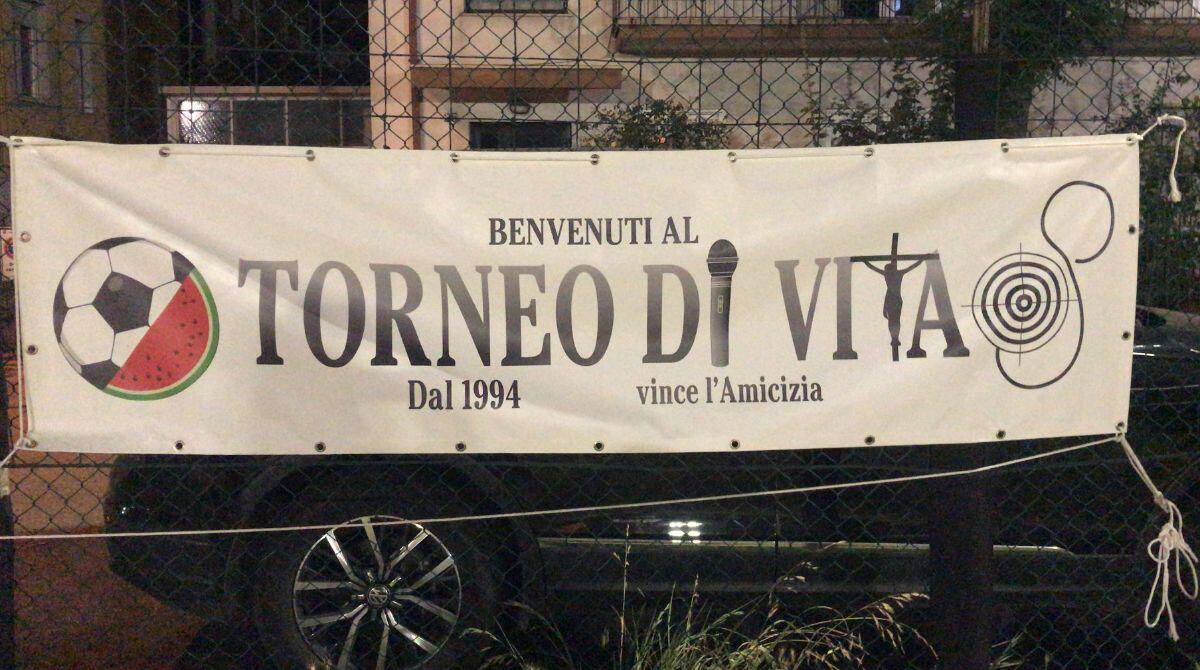 BENVENUTI AL
TORNEO DI VITA
Dal 1994
vince l'Amicizia